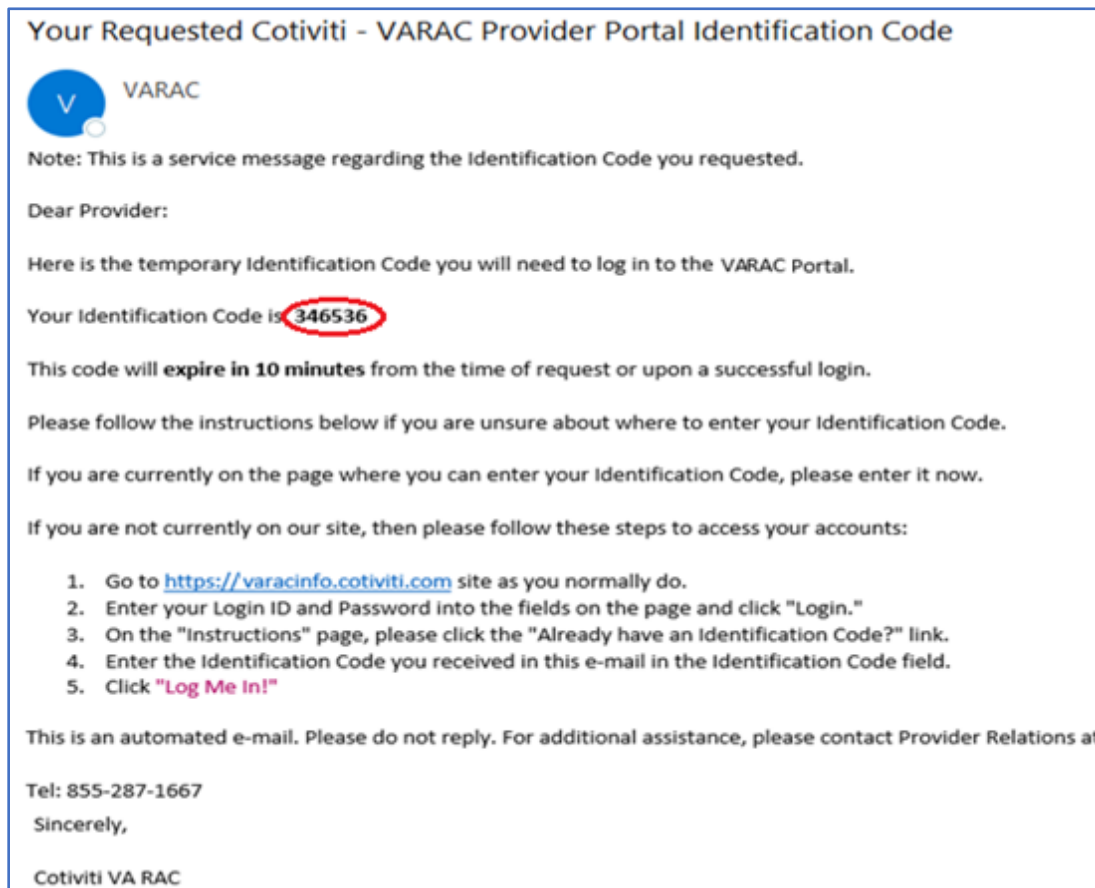 Your Requested Cotiviti - VARAC Provider Portal Identification Code
V
VARAC
Note: This is a service message regarding the Identification Code you requested.
Dear Provider:
Here is the temporary Identification Code you will need to log in to the VARAC Portal.
Your Identification Code is 346536
This code will expire in 10 minutes from the time of request or upon a successful login.
Please follow the instructions below if you are unsure about where to enter your Identification Code.
If you are currently on the page where you can enter your Identification Code, please enter it now.
If you are not currently on our site, then please follow these steps to access your accounts:
1. Go to https://varacinfo.cotiviti.com site as you normally do.
2. Enter your Login ID and Password into the fields on the page and click "Login."
3. On the "Instructions" page, please click the "Already have an Identification Code?" link.
4. Enter the Identification Code you received in this e-mail in the Identification Code field.
5. Click "Log Me In!"
This is an automated e-mail. Please do not reply. For additional assistance, please contact Provider Relations at
Tel: 855-287-1667
Sincerely,
Cotiviti VA RAC